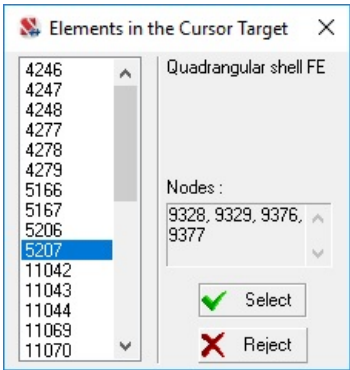 Elements in the Cursor Target
4246
4247
4248
4277
4278
4279
5166
5167
5206
5207
11042
11043
11044
11069
11070
Quadrangular shell FE
Nodes :
9328, 9329, 9376,
9377
Select
Reject